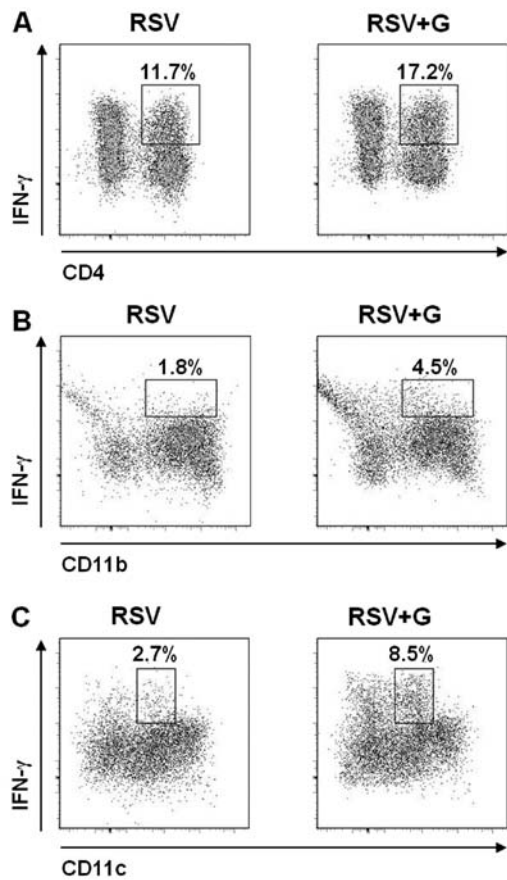 A
RSV
RSV+G
11.7%
17.2%
IFN-γ
CD4
B
RSV
RSV+G
1.8%
4.5%
IFN-γ
CD11b
C
RSV
RSV+G
2.7%
8.5%
IFN-γ
CD11c